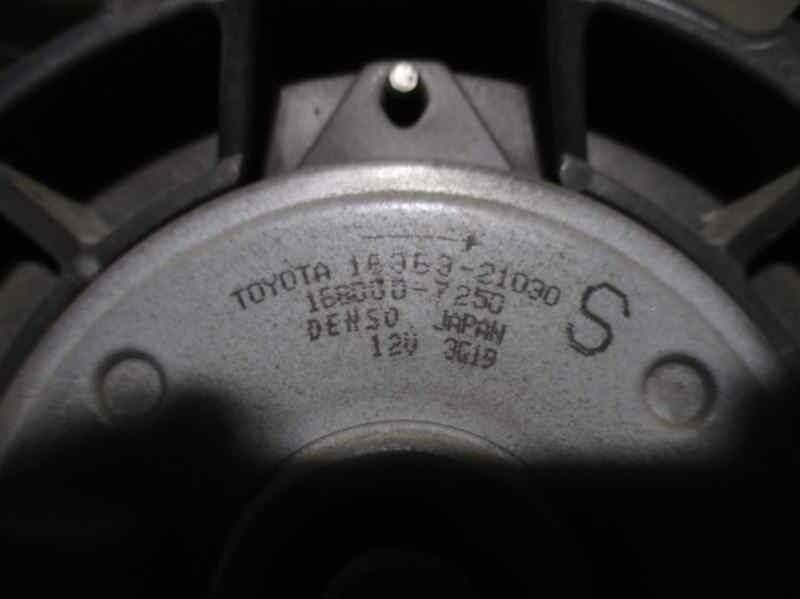 TOYOTA 16363-21030
168000-7250
DENSO JAPAN
12V 3G19
S